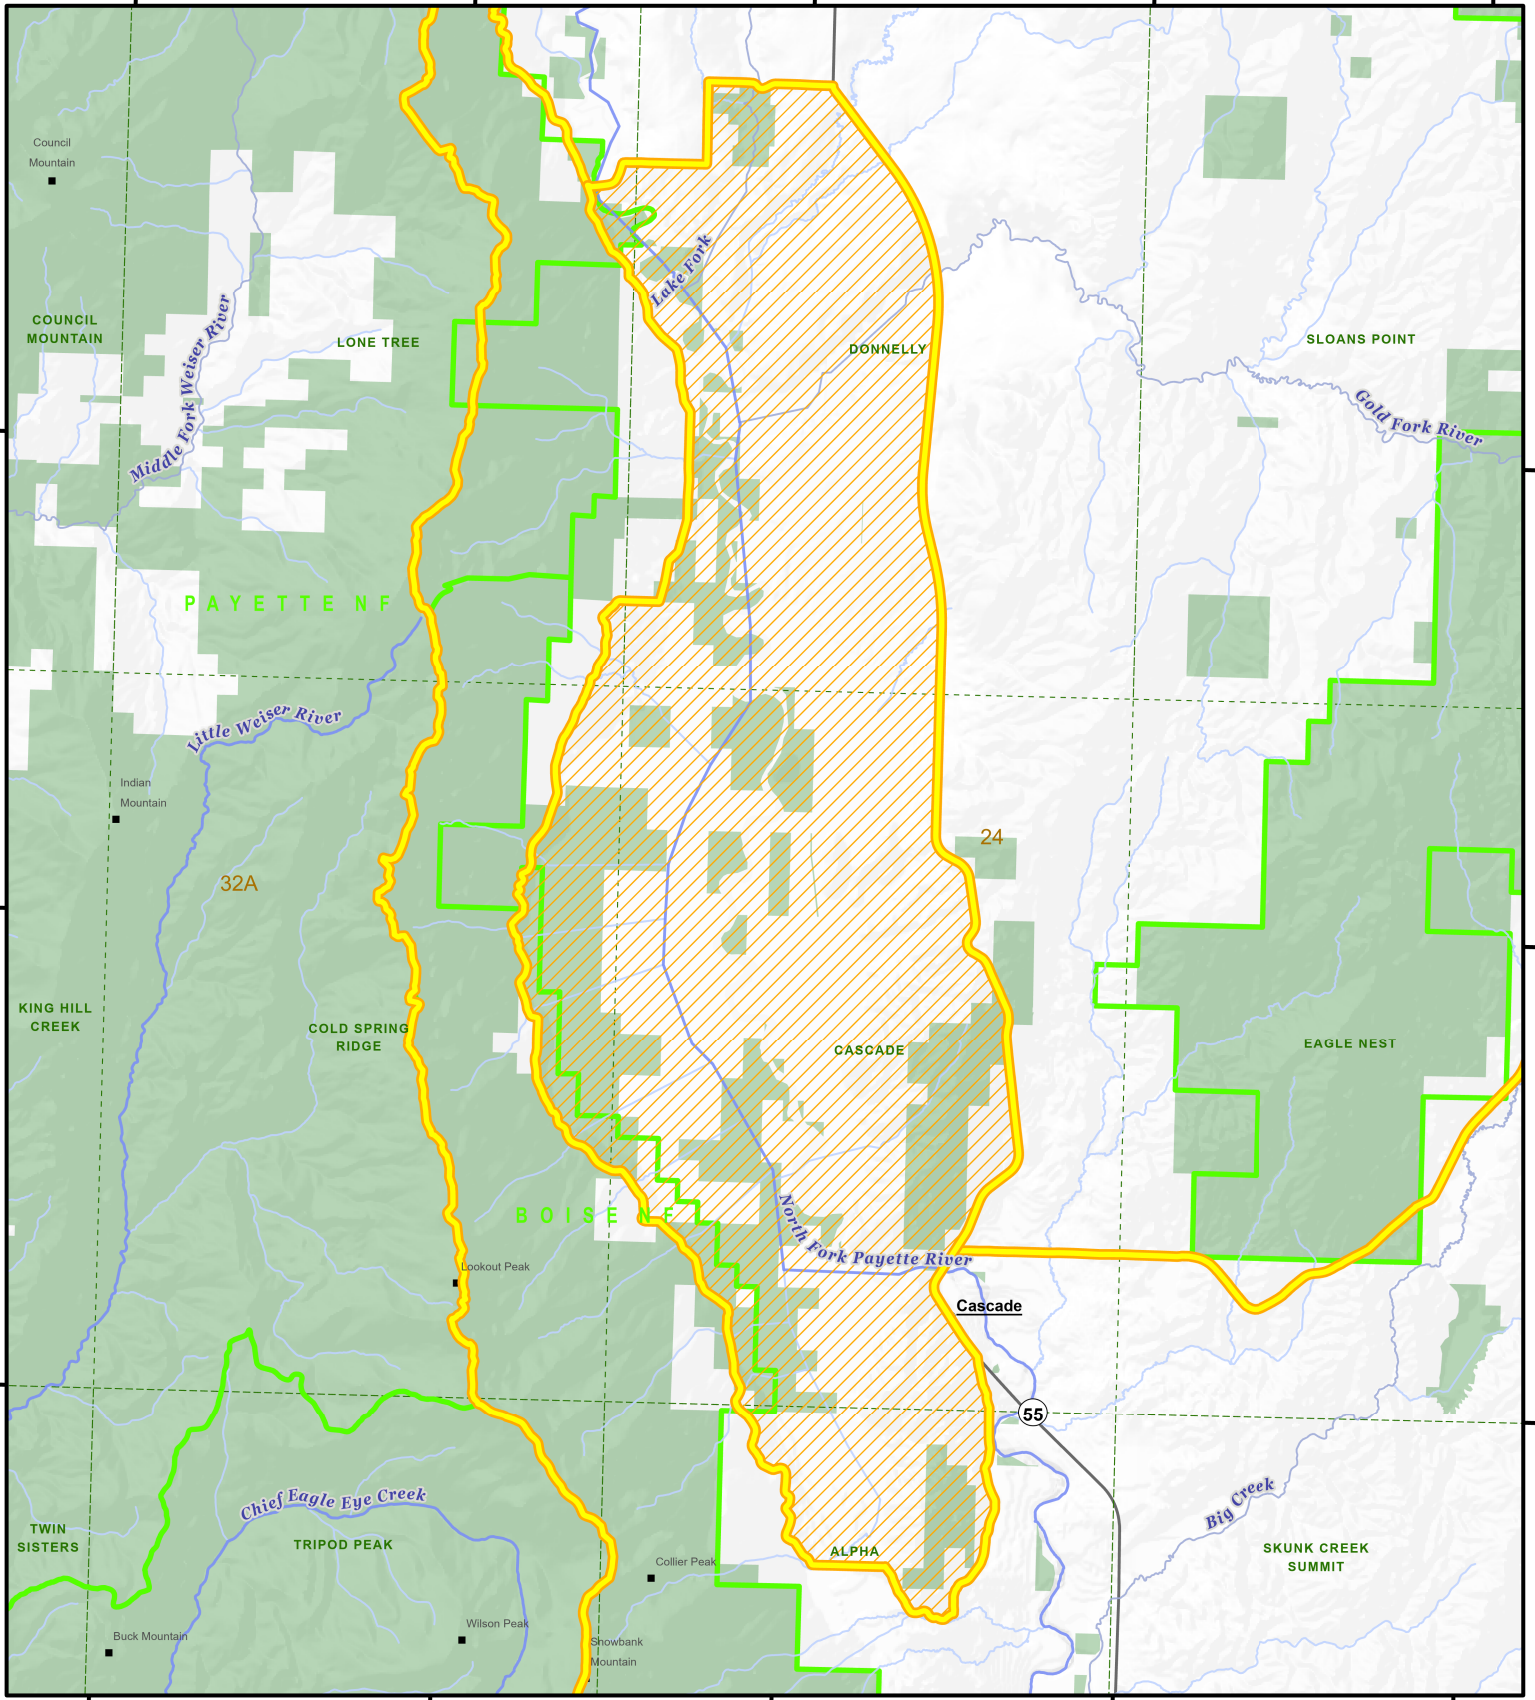 Council
Mountain
Lake Fork
COUNCIL
MOUNTAIN
LONE TREE
DONNELLY
SLOANS POINT
Middle Fork Weiser River
Gold Fork River
PAYETTE NF
Little Weiser River
Indian
Mountain
24
32A
KING HILL
CREEK
COLD SPRING
RIDGE
CASCADE
EAGLE NEST
BOISE NF
North Fork Payette River
Lookout Peak
Cascade
55
Chief Eagle Eye Creek
Big Creek
TWIN
SISTERS
TRIPOD PEAK
ALPHA
SKUNK CREEK
SUMMIT
Collier Peak
Wilson Peak
Buck Mountain
Snowbank
Mountain